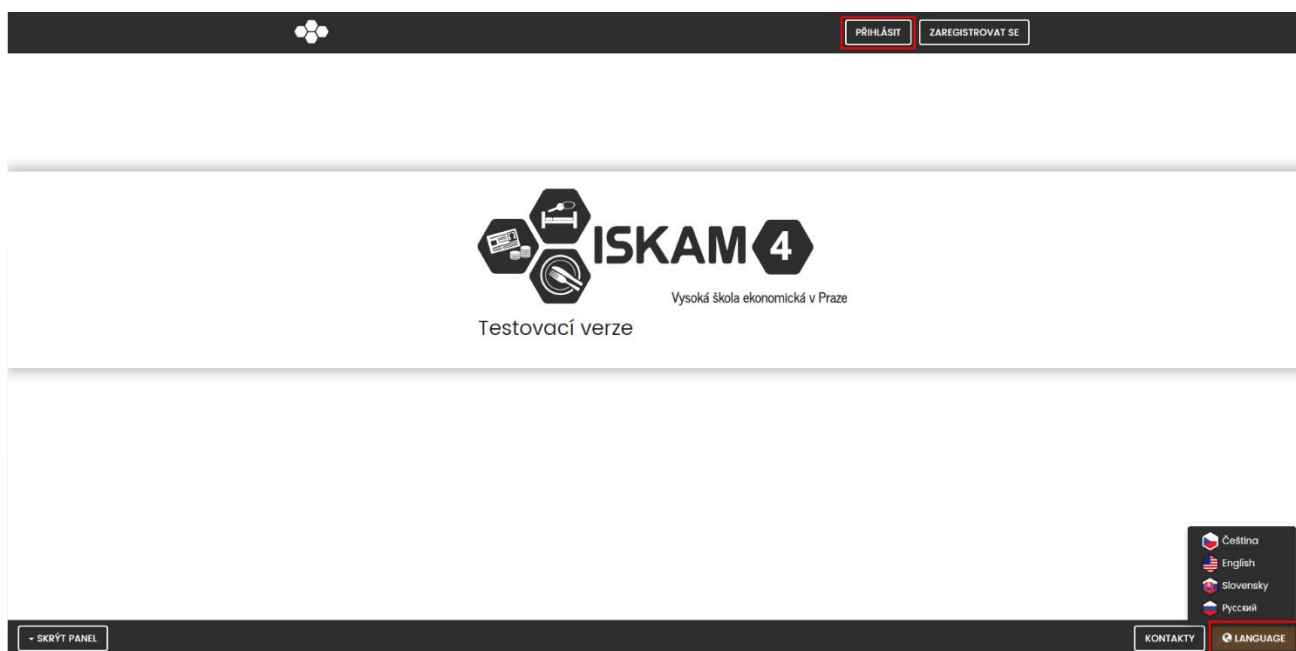 PŘIHLÁSIT
ZAREGISTROVAT SE
ISKAM 4
Vysoká škola ekonomická v Praze
Testovací verze
Čeština
English
Slovensky
Русский
SKRÝT PANEL
KONTAKTY
LANGUAGE